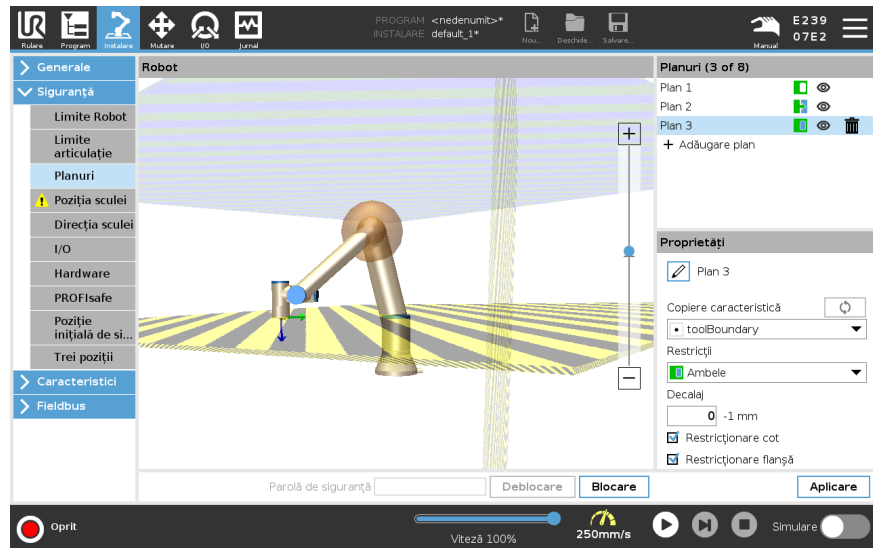 Rulare
Program
Instalare
Mutare
I/O
Jurnal
PROGRAM <nedenumit>*
INSTALARE default_1*
Nou...
Deschide...
Salvare...
Manual
E239
07E2
Generale
Siguranță
Limite Robot
Limite
articulație
Planuri
Poziția sculei
Direcția sculei
I/O
Hardware
PROFIsafe
Poziție
inițială de si...
Trei poziții
Caracteristici
Fieldbus
Robot
Planuri (3 of 8)
Plan 1
Plan 2
Plan 3
Adăugare plan
Proprietăți
Plan 3
Copiere caracteristică
toolBoundary
Restricții
Ambele
Decalaj
0 -1 mm
Restricționare cot
Restricționare flanșă
Parolă de siguranță
Deblocare
Blocare
Aplicare
Oprit
Viteză 100%
250mm/s
Simulare